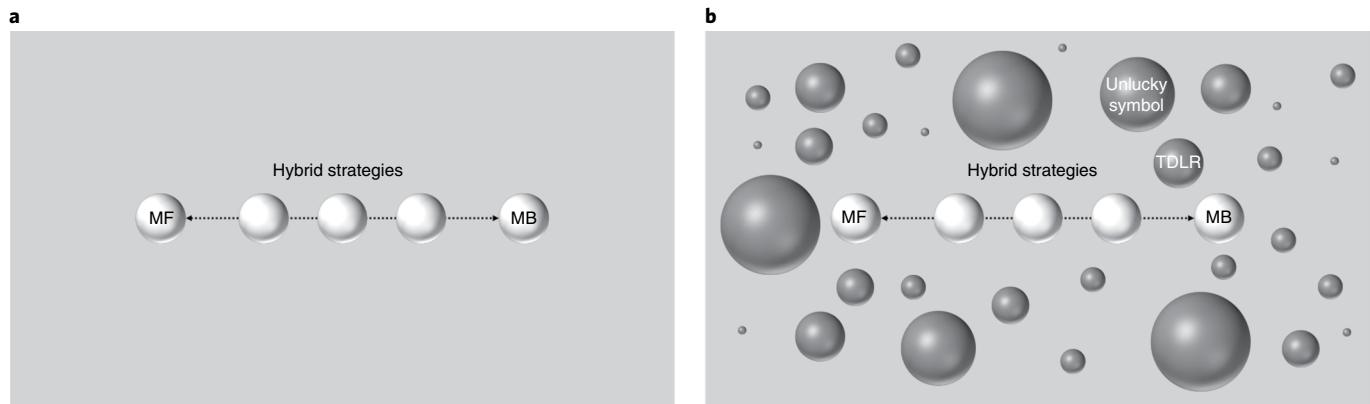 a
Hybrid strategies
MF
MB
b
Unlucky
symbol
TDLR
Hybrid strategies
MF
MB